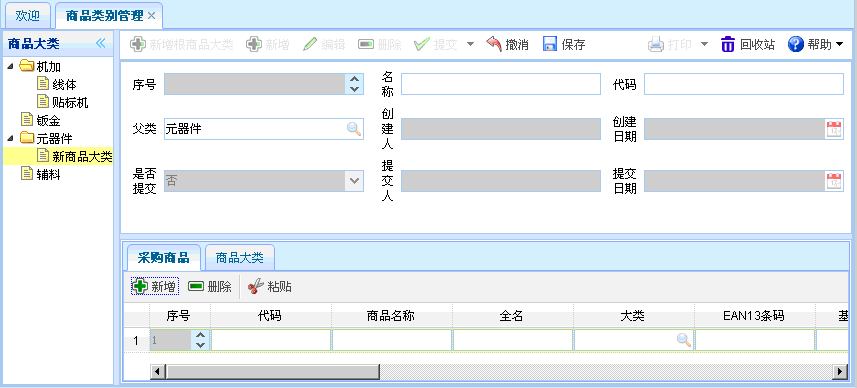 欢迎 商品类别管理
商品大类 新增根商品大类 新增 编辑 删除 提交 撤消 保存 打印 回收站 帮助
机加
线体
贴标机
钣金
元器件
新商品大类
辅料
序号 名称 代码
父类 元器件 创建人 创建日期
是否提交 否 提交人 提交日期
采购商品 商品大类
新增 删除 粘贴
序号 代码 商品名称 全名 大类 EAN13条码 基
1 1